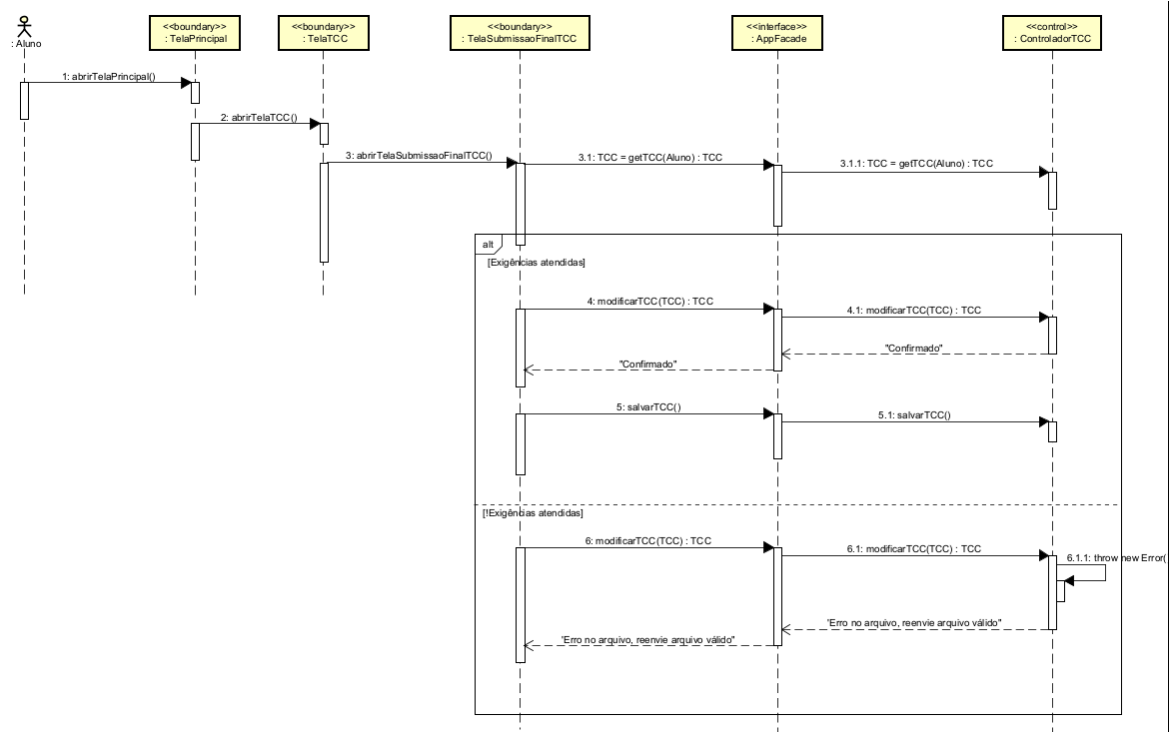 <<boundary>>
: TelaPrincipal
<<boundary>>
: TelaTCC
<<boundary>>
: TelaSubmissaoFinalTCC
<<interface>>
: AppFacade
<<control>>
: ControladorTCC
: Aluno
1: abrirTelaPrincipal()
2: abrirTelaTCC()
3: abrirTelaSubmissaoFinalTCC()
3.1: TCC = getTCC(Aluno) : TCC
3.1.1: TCC = getTCC(Aluno) : TCC
alt
[Exigências atendidas]
4: modificarTCC(TCC) : TCC
4.1: modificarTCC(TCC) : TCC
"Confirmado"
"Confirmado"
5: salvarTCC()
5.1: salvarTCC()
[!Exigências atendidas]
6: modificarTCC(TCC) : TCC
6.1: modificarTCC(TCC) : TCC
6.1.1: throw new Error(
"Erro no arquivo, reenvie arquivo válido"
"Erro no arquivo, reenvie arquivo válido"